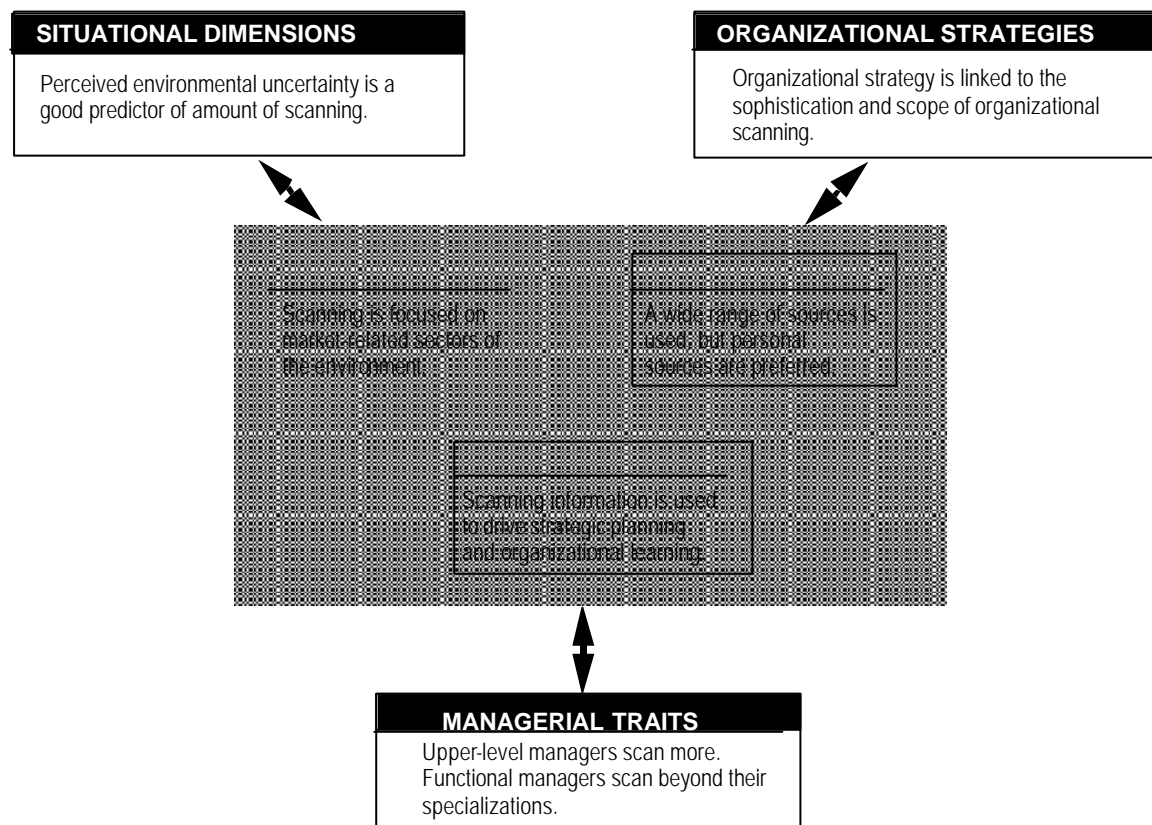 SITUATIONAL DIMENSIONS
Perceived environmental uncertainty is a
good predictor of amount of scanning.
ORGANIZATIONAL STRATEGIES
Organizational strategy is linked to the
sophistication and scope of organizational
scanning.
Scanning is focused on
market-related sectors of
the environment.
A wide range of sources is
used, but personal
sources are preferred.
Scanning information is used
to drive strategic planning
and organizational learning.
MANAGERIAL TRAITS
Upper-level managers scan more.
Functional managers scan beyond their
specializations.